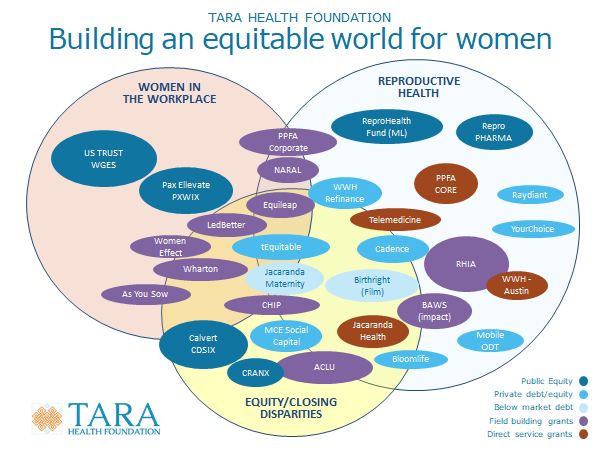 TARA HEALTH FOUNDATION
Building an equitable world for women
WOMEN IN
THE WORKPLACE
REPRODUCTIVE
HEALTH
US TRUST
WGES
Pax Ellevate
PXWIX
PPFA
Corporate
NARAL
ReproHealth
Fund (ML)
Repro
PHARMA
Equileap
WWH
Refinance
PPFA
CORE
Raydiant
LedBetter
Telemedicine
YourChoice
Women
Effect
tEquitable
Cadence
Wharton
Jacaranda
Maternity
Birthright
(Film)
RHIA
WWH -
Austin
As You Sow
CHIP
BAWS
(impact)
Calvert
CDSIX
MCE Social
Capital
Jacaranda
Health
Mobile
ODT
CRANX
ACLU
Bloomlife
EQUITY/CLOSING
DISPARITIES
Public Equity
Private debt/equity
Below market debt
Field building grants
Direct service grants
TARA
HEALTH FOUNDATION